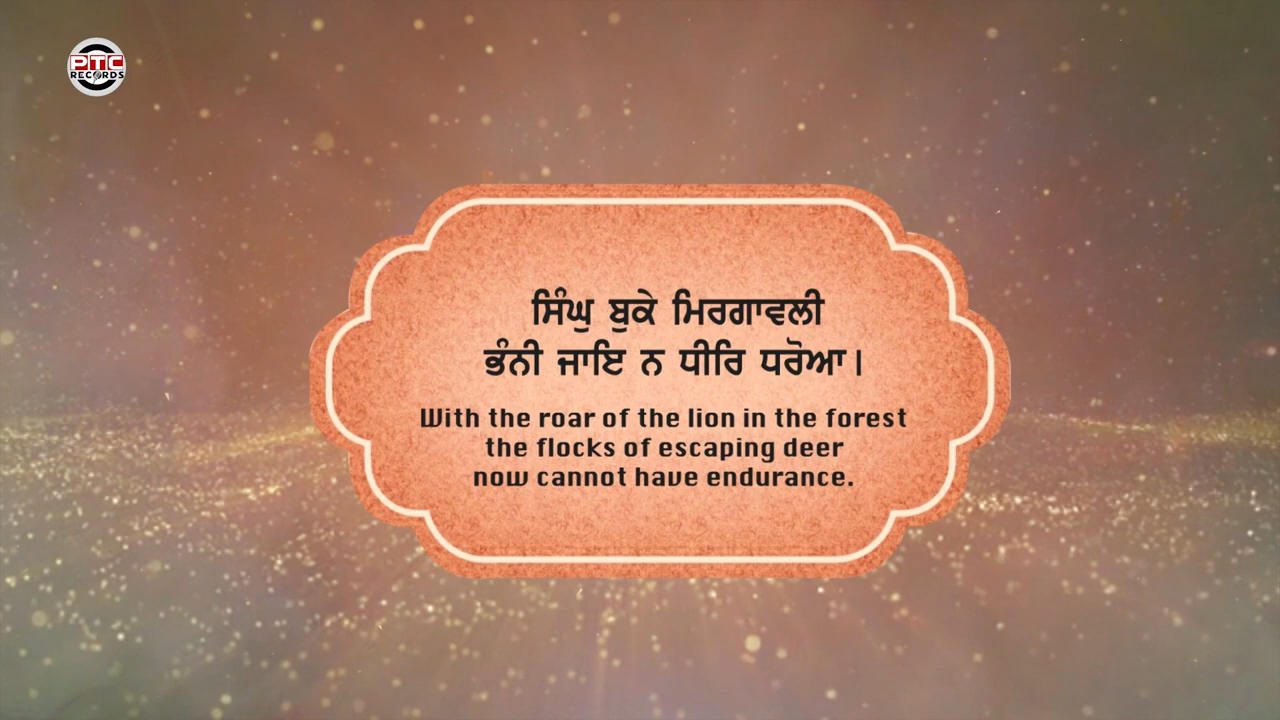 PTC
RECORDS
ਸਿੰਘੁ ਬੁਕੇ ਮਿਰਗਾਵਲੀ
ਭੰਨੀ ਜਾਇ ਨ ਧੀਰਿ ਧਰੋਆ।
With the roar of the lion in the forest
the flocks of escaping deer
now cannot have endurance.